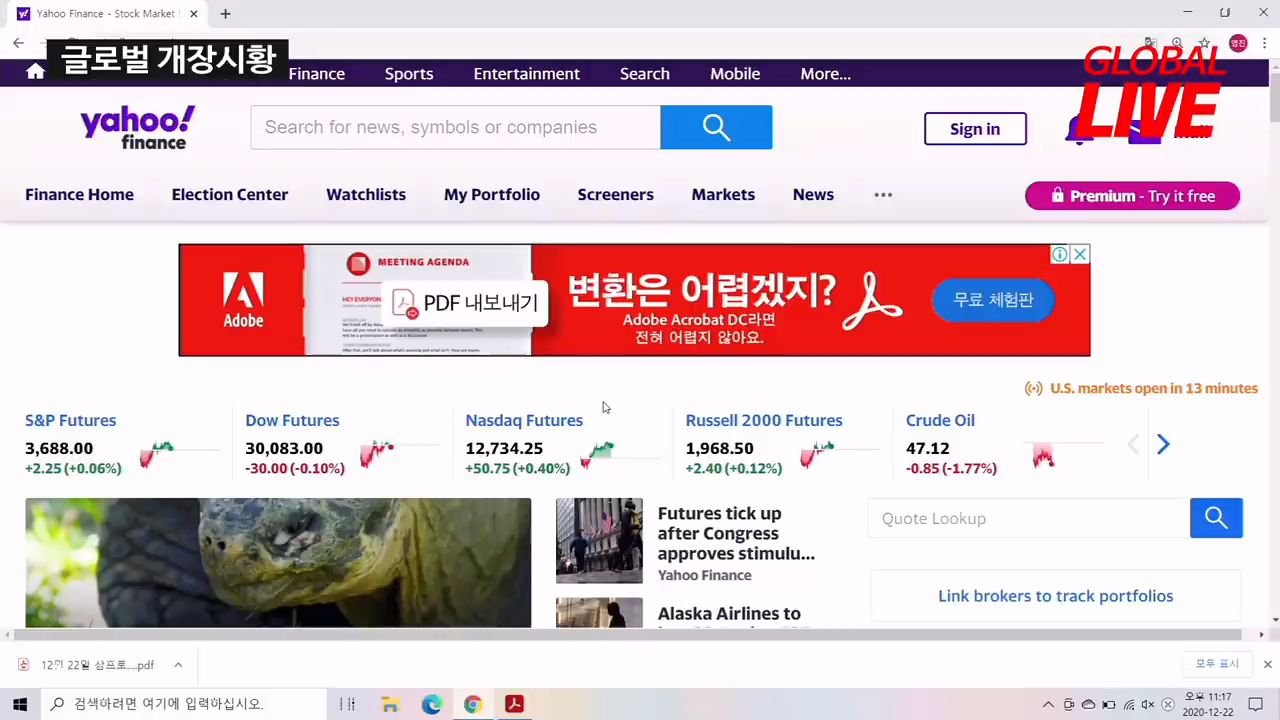 Yahoo Finance - Stock Market
글로벌 개장시황
Finance
Sports
Entertainment
Search
Mobile
More...
영진
GLOBAL
LIVE
yahoo!
finance
Search for news, symbols or companies
Sign in
Finance Home
Election Center
Watchlists
My Portfolio
Screeners
Markets
News
Premium - Try it free
Adobe
MEETING AGENDA
PDF 내보내기
변환은 어렵겠지?
Adobe Acrobat DC라면
전혀 어렵지 않아요.
무료 체험판
U.S. markets open in 13 minutes
S&P Futures
3,688.00
+2.25 (+0.06%)
Dow Futures
30,083.00
-30.00 (-0.10%)
Nasdaq Futures
12,734.25
+50.75 (+0.40%)
Russell 2000 Futures
1,968.50
+2.40 (+0.12%)
Crude Oil
47.12
-0.85 (-1.77%)
Futures tick up
after Congress
approves stimulu...
Yahoo Finance
Alaska Airlines to
Quote Lookup
Link brokers to track portfolios
12월 22일 삼프로....pdf
모두 표시
검색하려면 여기에 입력하십시오.
오후 11:17
2020-12-22